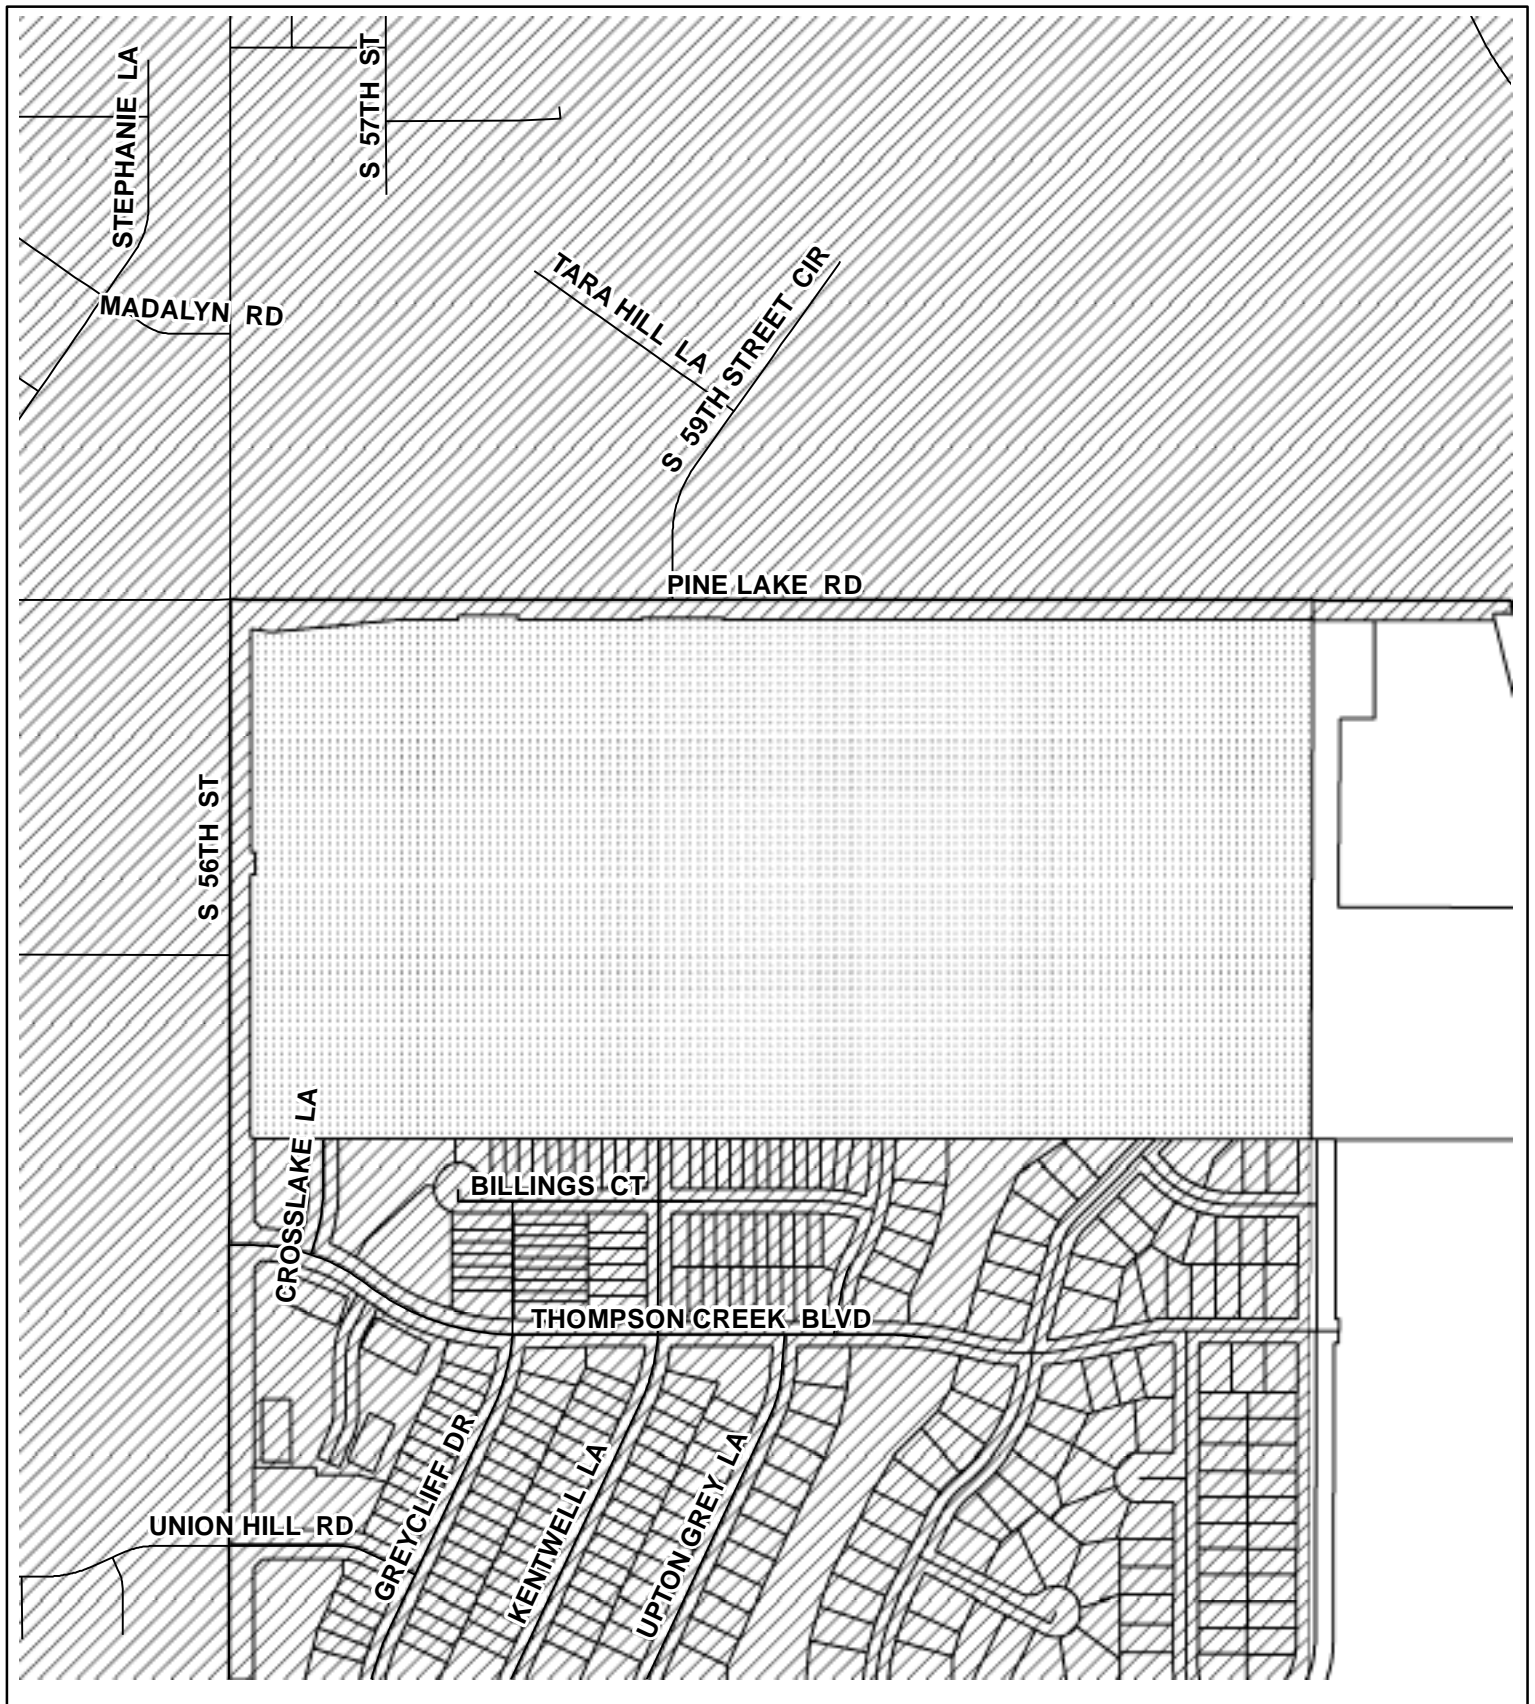 STEPHANIE LA
S 57TH ST
TARA HILL LA
S 59TH STREET CIR
MADALYN RD
PINE LAKE RD
S 56TH ST
CROSSLAKE LA
BILLINGS CT
THOMPSON CREEK BLVD
GREYCLIFF DR
KENTWELL LA
UPTON GREY LA
UNION HILL RD